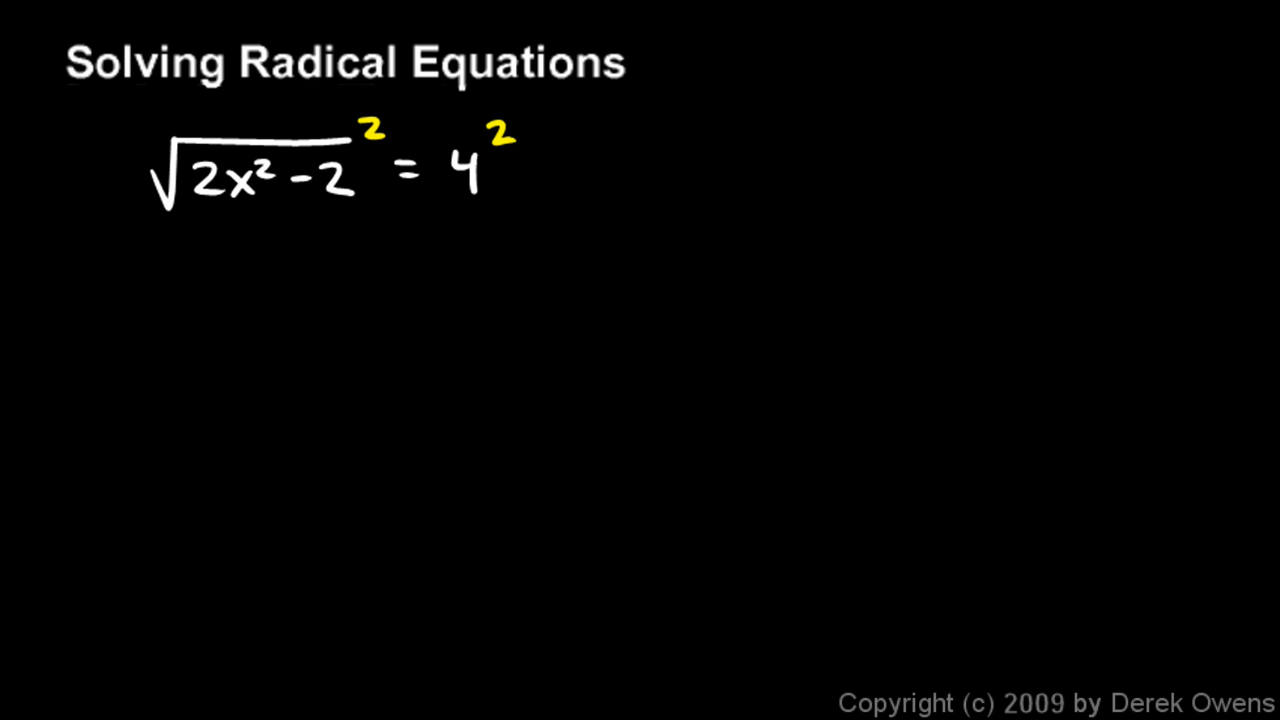 Solving Radical Equations
√(2x² - 2)² = 4²
Copyright (c) 2009 by Derek Owens